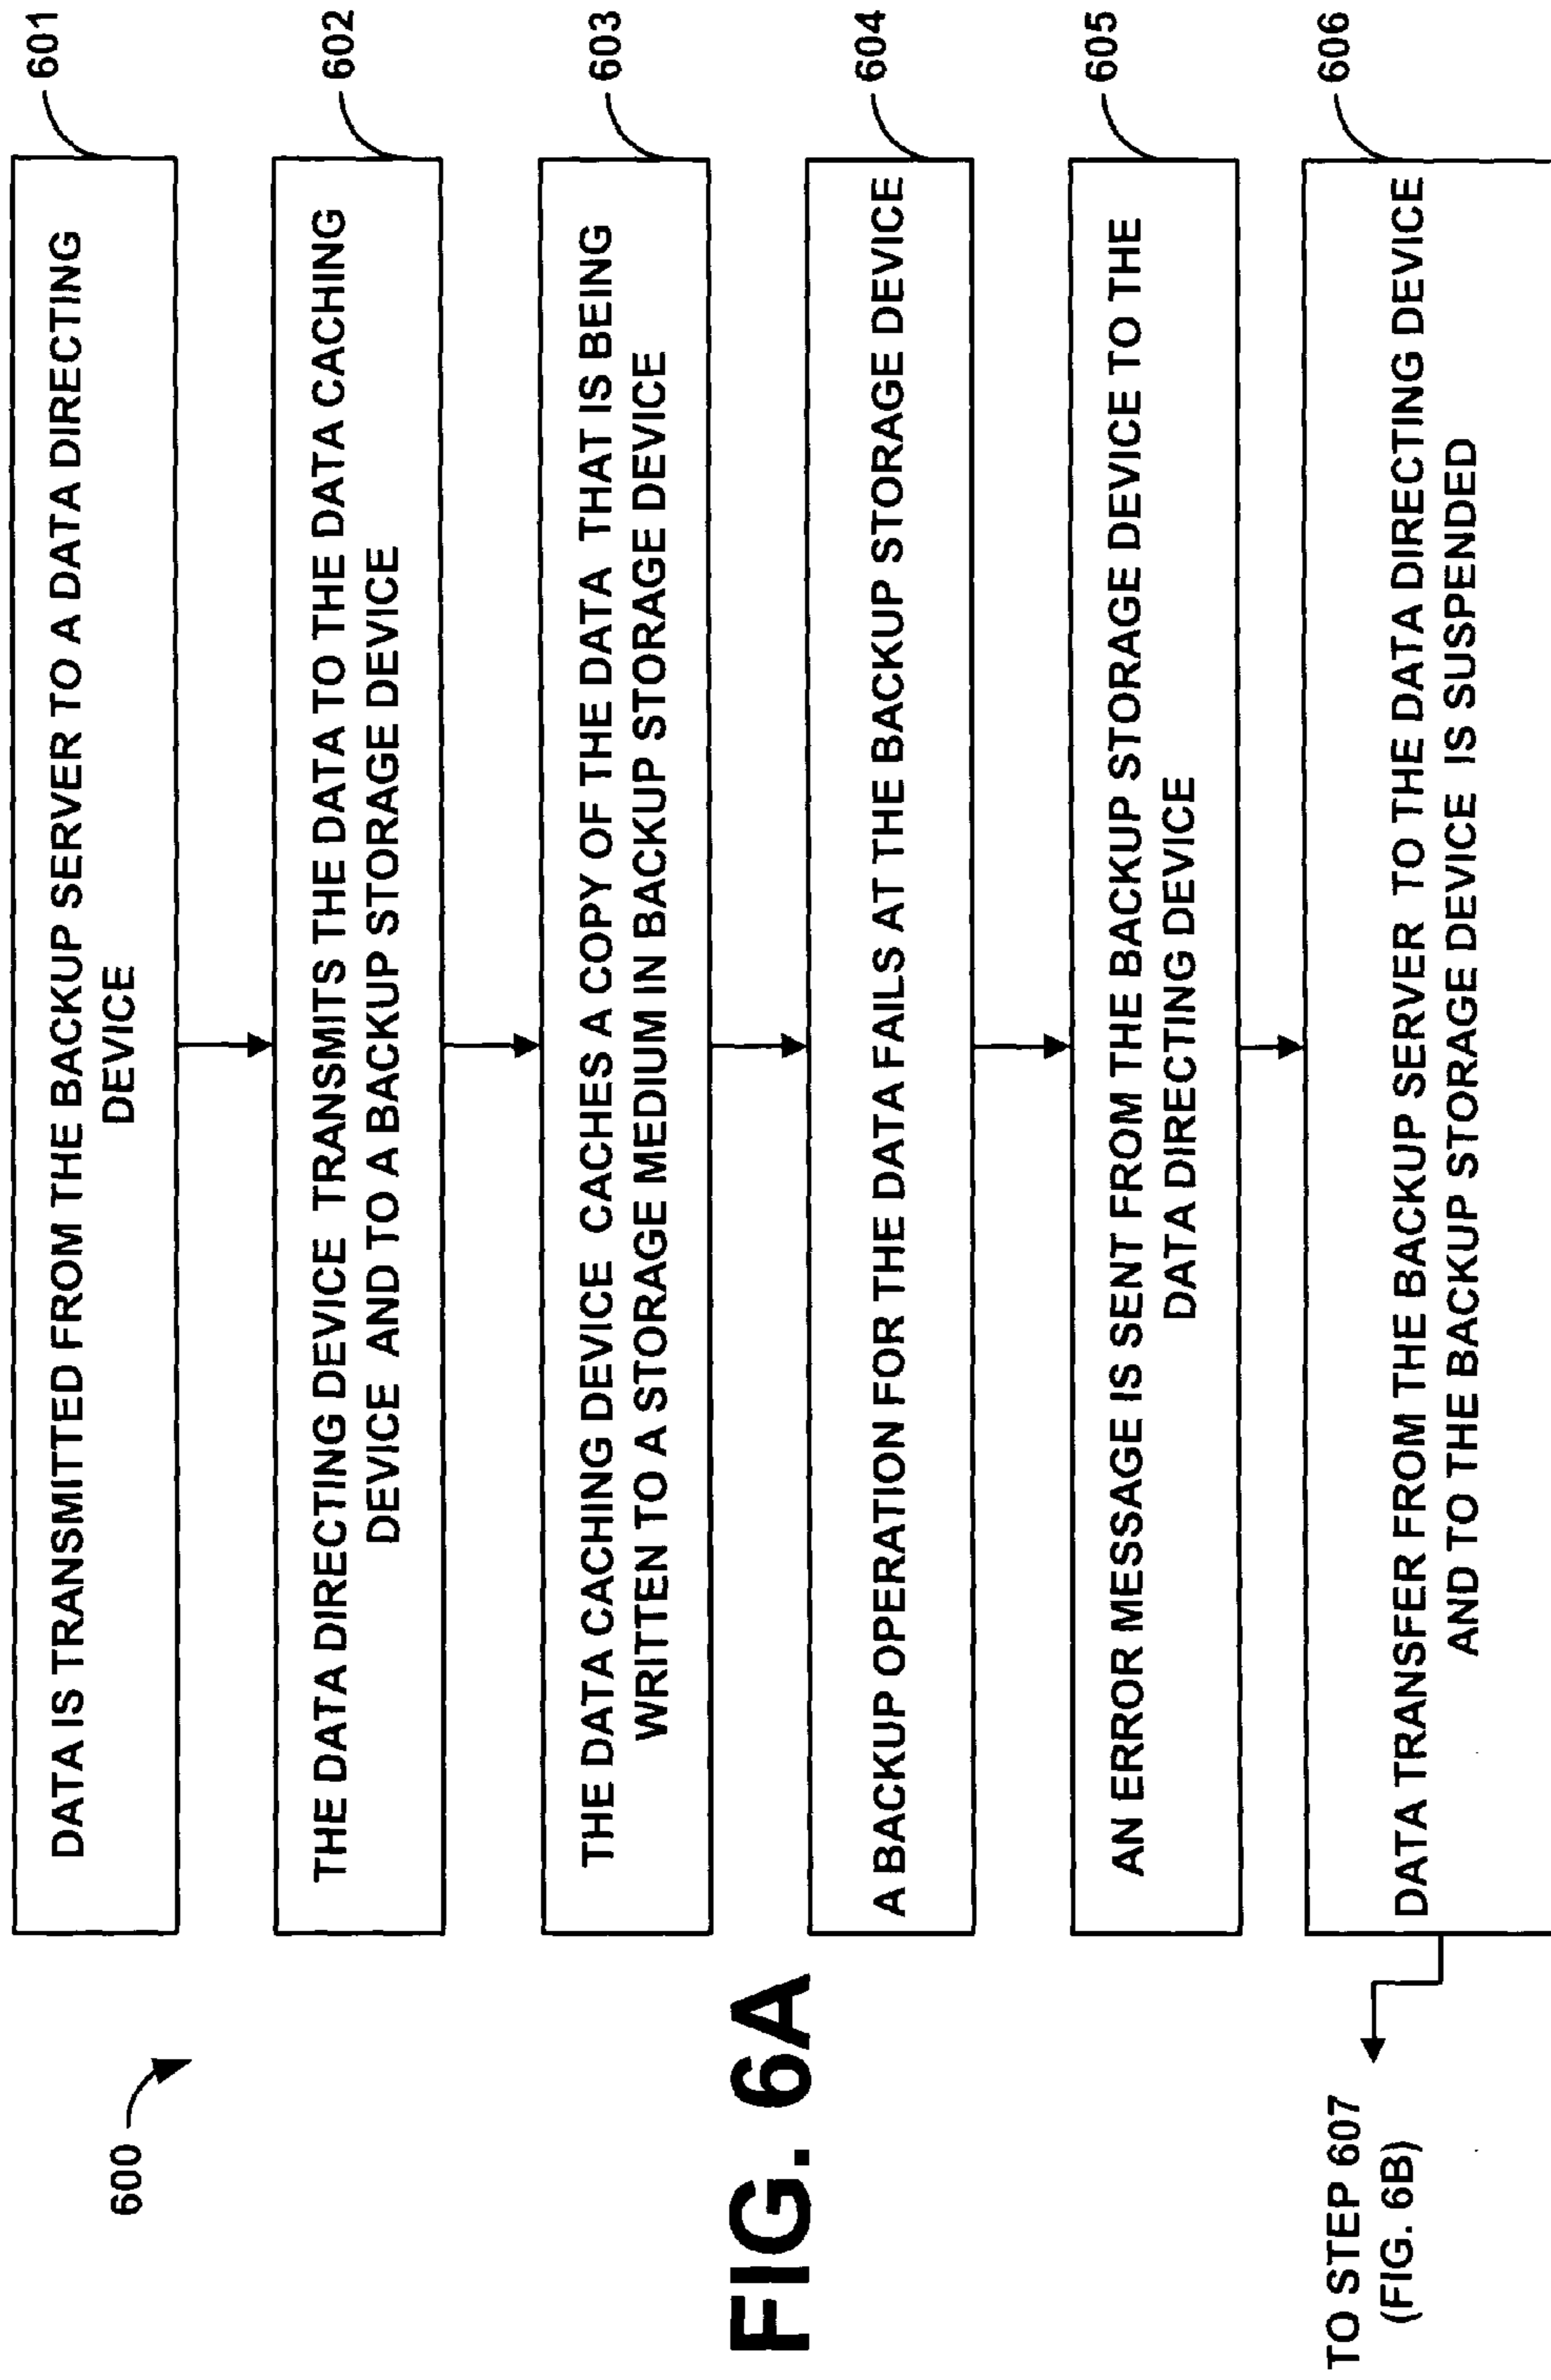 600
DATA IS TRANSMITTED FROM THE BACKUP SERVER TO A DATA DIRECTING
DEVICE
601
THE DATA DIRECTING DEVICE TRANSMITS THE DATA TO THE DATA CACHING
DEVICE AND TO A BACKUP STORAGE DEVICE
602
THE DATA CACHING DEVICE CACHES A COPY OF THE DATA THAT IS BEING
WRITTEN TO A STORAGE MEDIUM IN BACKUP STORAGE DEVICE
603
A BACKUP OPERATION FOR THE DATA FAILS AT THE BACKUP STORAGE DEVICE
604
AN ERROR MESSAGE IS SENT FROM THE BACKUP STORAGE DEVICE TO THE
DATA DIRECTING DEVICE
605
DATA TRANSFER FROM THE BACKUP SERVER TO THE DATA DIRECTING DEVICE
AND TO THE BACKUP STORAGE DEVICE IS SUSPENDED
606
TO STEP 607
(FIG. 6B)
FIG. 6A